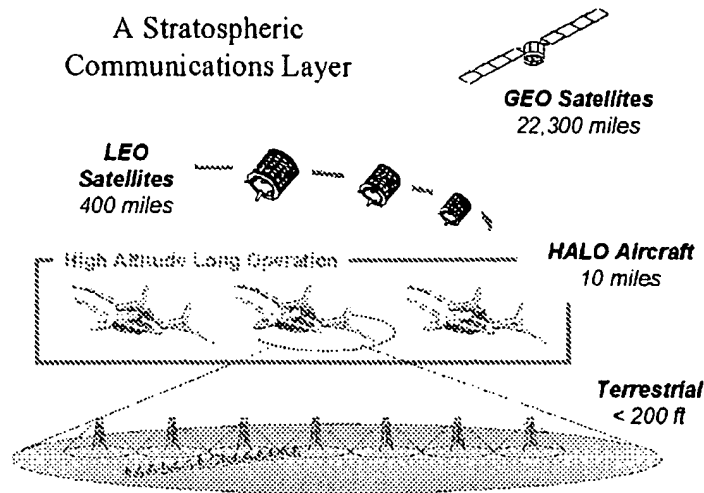 A Stratospheric
Communications Layer
GEO Satellites
22,300 miles
LEO
Satellites
400 miles
High Altitude Long Operation
HALO Aircraft
10 miles
Terrestrial
< 200 ft